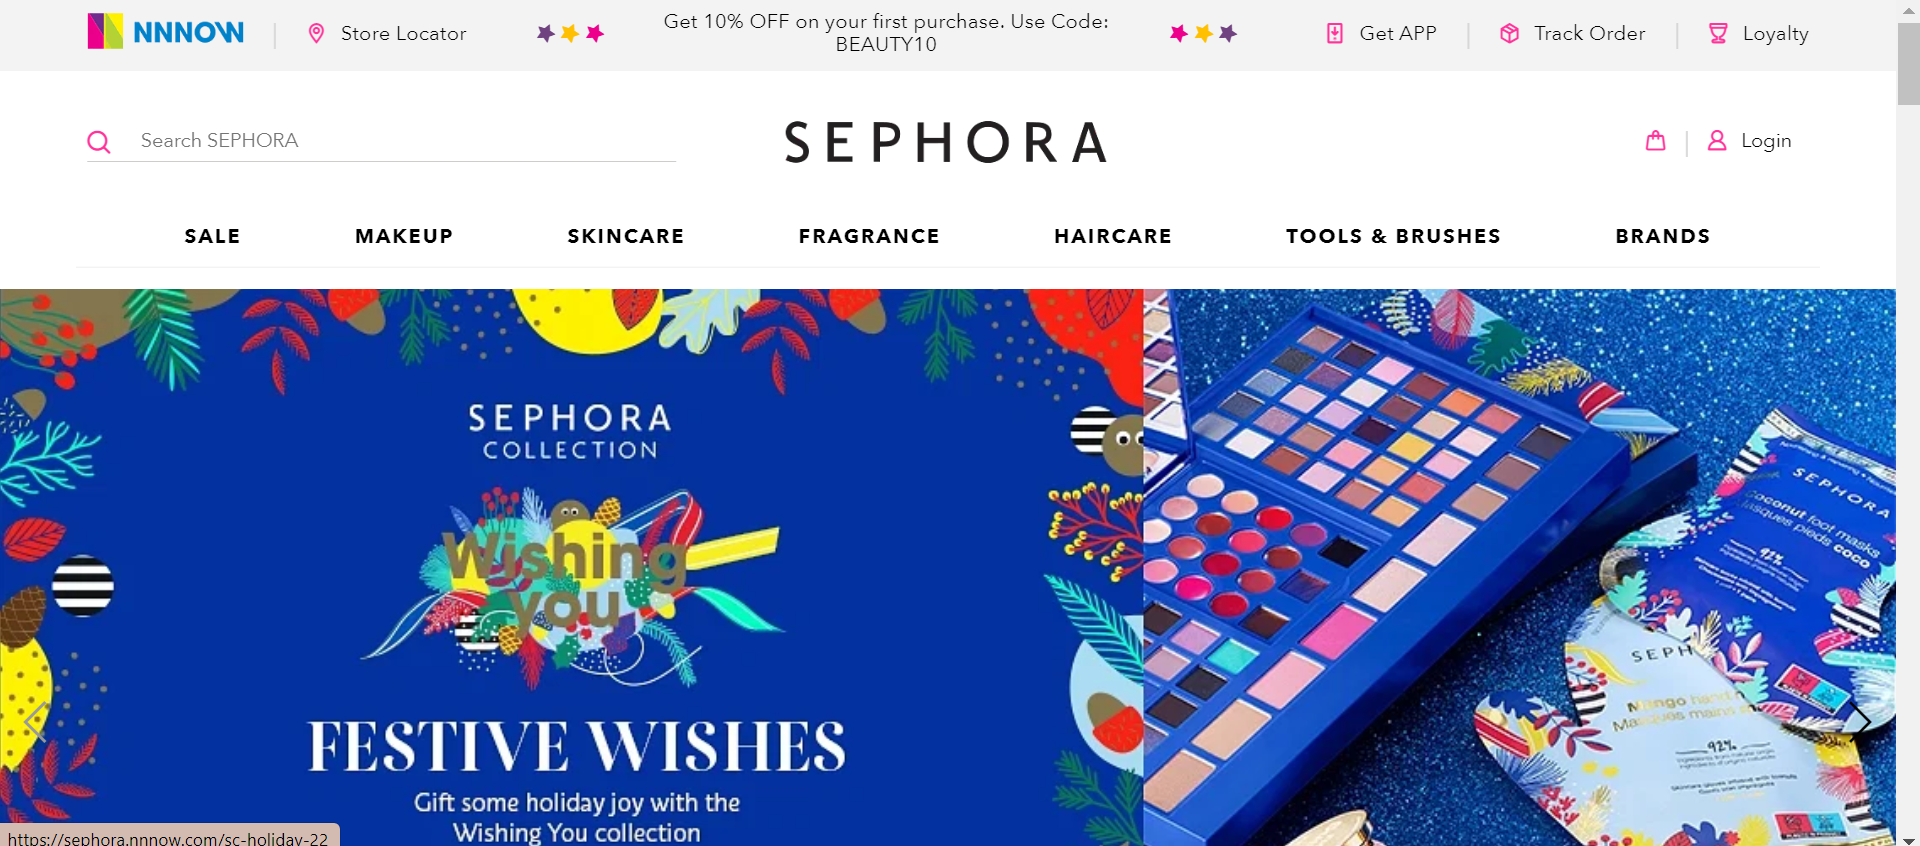 NNNOW
Store Locator
Get 10% OFF on your first purchase. Use Code:
BEAUTY10
Get APP
Track Order
Loyalty
Search SEPHORA
SEPHORA
Login
SALE
MAKEUP
SKINCARE
FRAGRANCE
HAIRCARE
TOOLS & BRUSHES
BRANDS
SEPHORA
COLLECTION
Wishing
you
FESTIVE WISHES
Gift some holiday joy with the
Wishing You collection
SEPHORA
Coconut foot masks
Masques pieds coco
92%
SEPH
Mango hand
Masques mains
92%
https://sephora.nnnow.com/sc-holiday-22